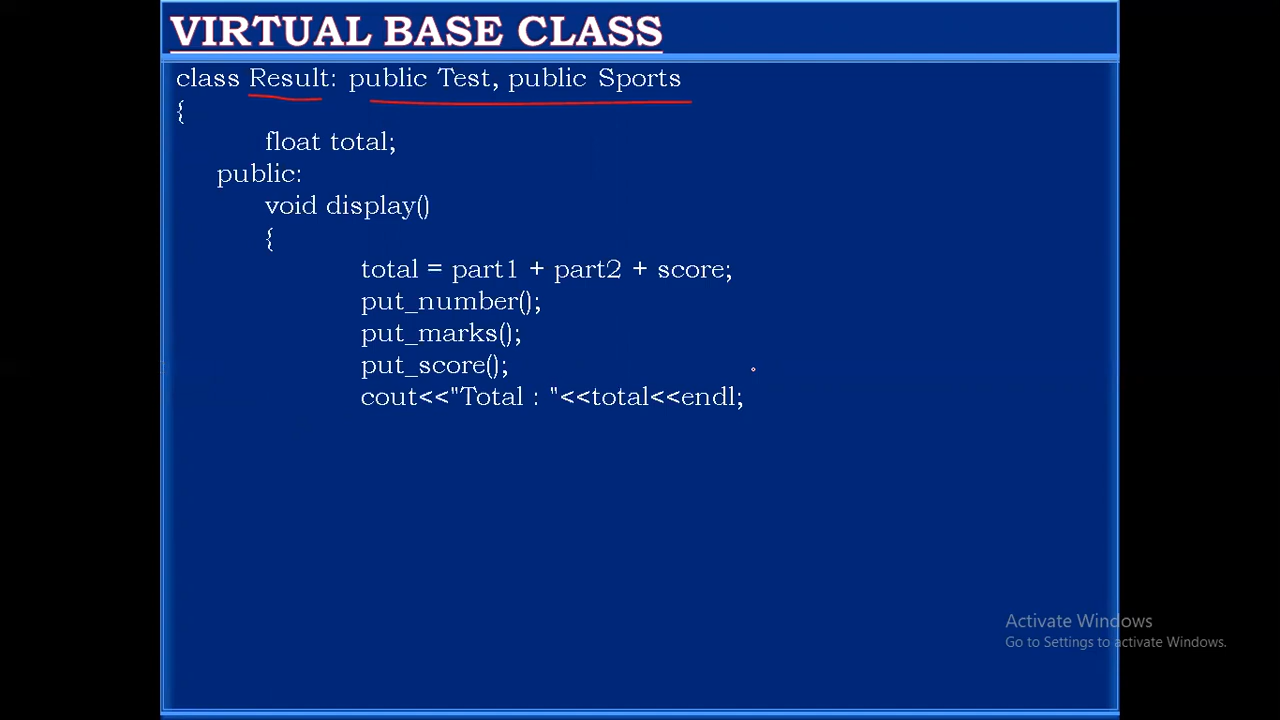 VIRTUAL BASE CLASS
class Result: public Test, public Sports
{
float total;
public:
void display()
{
total = part1 + part2 + score;
put_number();
put_marks();
put_score();
cout<<"Total : "<<total<<endl;
Activate Windows
Go to Settings to activate Windows.